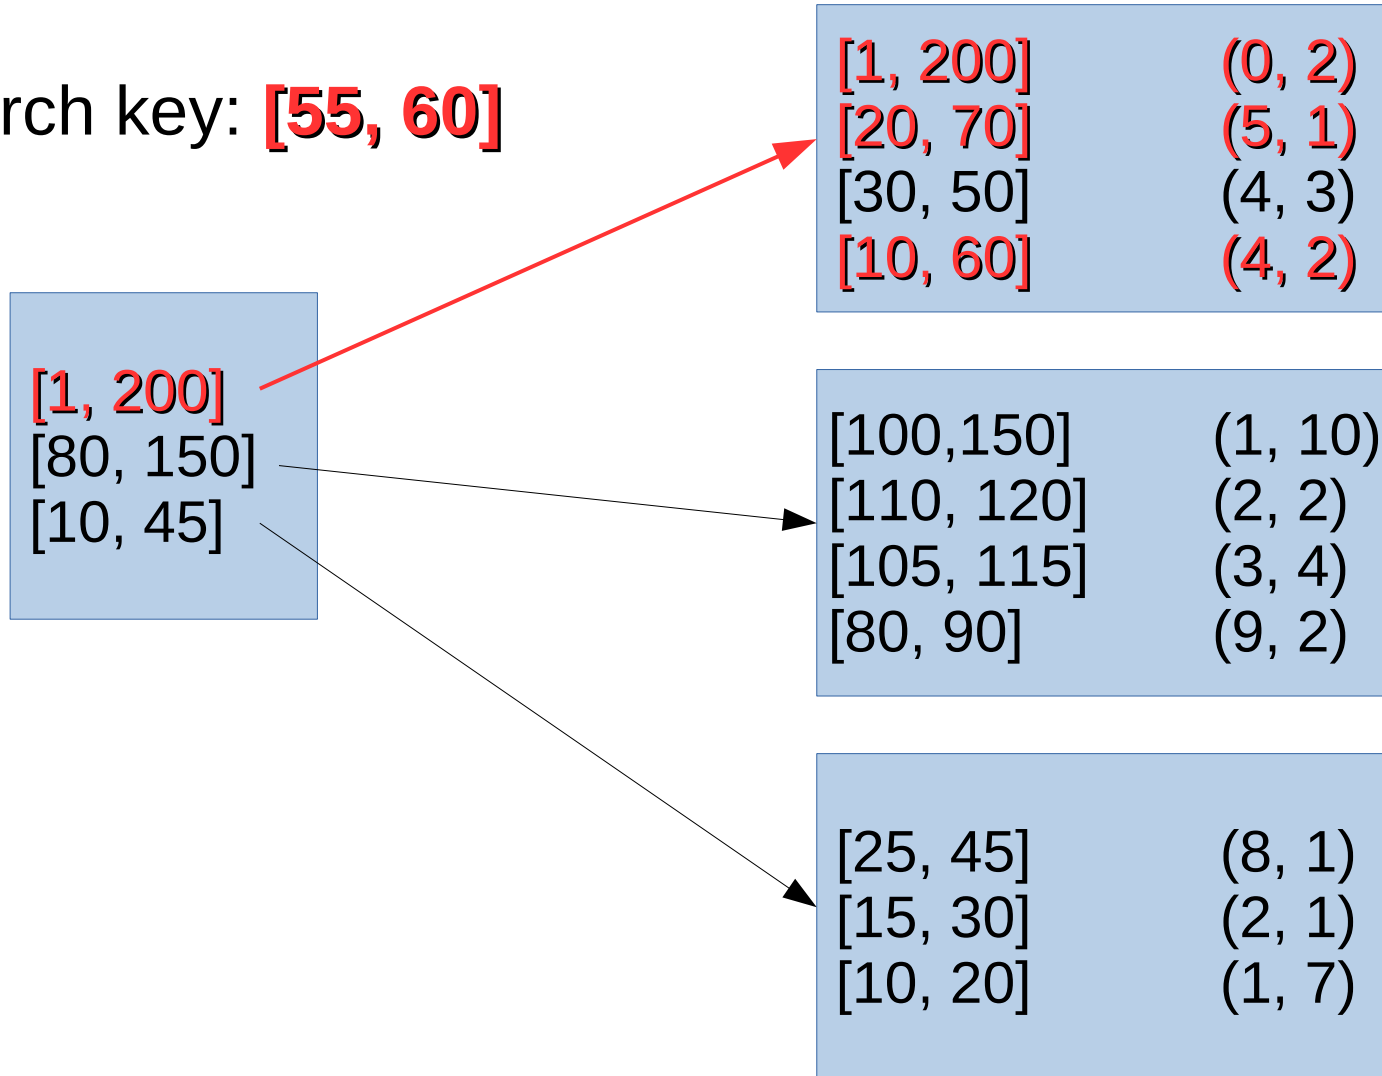 rch key: [55, 60]
[1, 200]
[80, 150]
[10, 45]
[1, 200] (0, 2)
[20, 70] (5, 1)
[30, 50] (4, 3)
[10, 60] (4, 2)
[100,150] (1, 10)
[110, 120] (2, 2)
[105, 115] (3, 4)
[80, 90] (9, 2)
[25, 45] (8, 1)
[15, 30] (2, 1)
[10, 20] (1, 7)